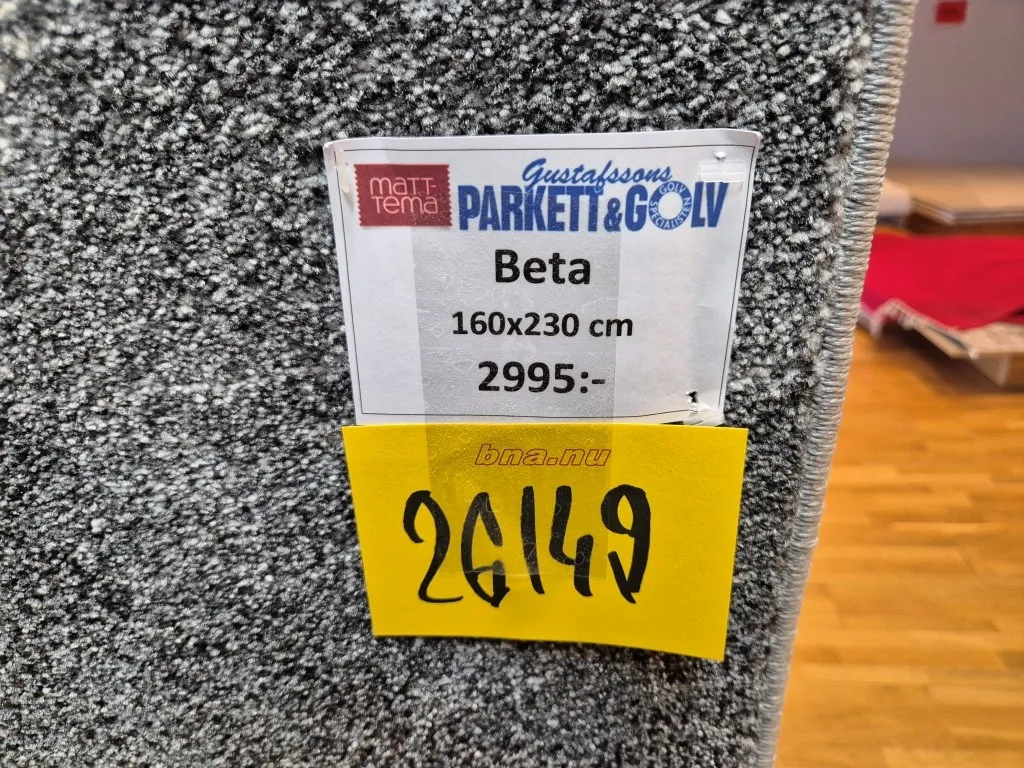 MATT-
TEMA
Gustafssons
PARKETT & GOLV
GOLV
SPECIALISTEN
Beta
160x230 cm
2995:-
bna.nu
26149